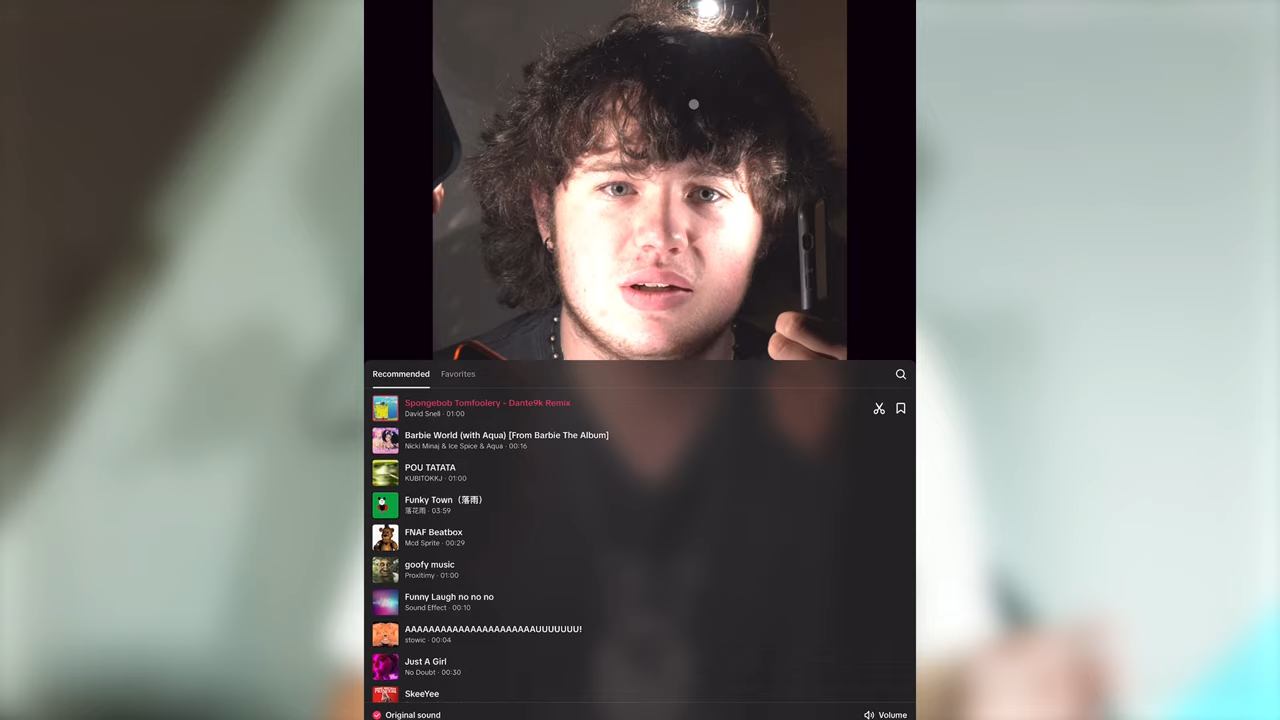 Recommended Favorites
Spongebob Tomfoolery - Dante9k Remix
David Snell · 01:00
Barbie World (with Aqua) [From Barbie The Album]
Nicki Minaj & Ice Spice & Aqua · 00:16
POU TATATA
KUBITOKKJ · 01:00
Funky Town（落雨）
落花雨 · 03:59
FNAF Beatbox
Mcd Sprite · 00:29
goofy music
Proxitimy · 01:00
Funny Laugh no no no
Sound Effect · 00:10
AAAAAAAAAAAAAAAAAAAAAAUUUUUUU!
stowic · 00:04
Just A Girl
No Doubt · 00:30
SkeeYee
Original sound Volume